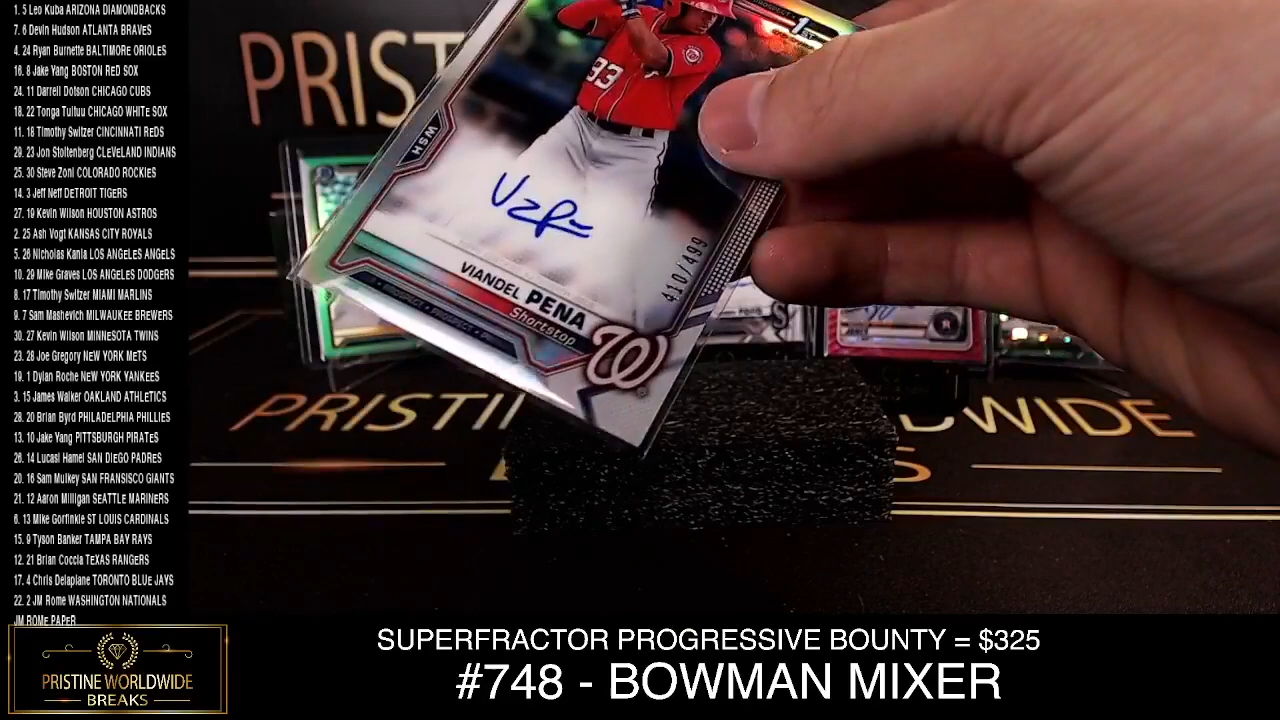 1. 5 Leo Kuba ARIZONA DIAMONDBACKS
7. 6 Devin Hudson ATLANTA BRAVES
4. 24 Ryan Burnette BALTIMORE ORIOLES
16. 8 Jake Yang BOSTON RED SOX
24. 11 Darrell Dotson CHICAGO CUBS
18. 22 Tonga Tuituu CHICAGO WHITE SOX
11. 18 Timothy Switzer CINCINNATI REDS
29. 23 Jon Stoltenberg CLEVELAND INDIANS
25. 30 Steve Zoni COLORADO ROCKIES
14. 3 Jeff Neff DETROIT TIGERS
27. 19 Kevin Wilson HOUSTON ASTROS
2. 25 Ash Vogt KANSAS CITY ROYALS
5. 26 Nicholas Kania LOS ANGELES ANGELS
10. 29 Mike Graves LOS ANGELES DODGERS
8. 17 Timothy Switzer MIAMI MARLINS
9. 7 Sam Mashevich MILWAUKEE BREWERS
30. 27 Kevin Wilson MINNESOTA TWINS
23. 28 Joe Gregory NEW YORK METS
19. 1 Dylan Roche NEW YORK YANKEES
3. 15 James Walker OAKLAND ATHLETICS
28. 20 Brian Byrd PHILADELPHIA PHILLIES
13. 10 Jake Yang PITTSBURGH PIRATES
26. 14 Lucasl Hamel SAN DIEGO PADRES
20. 16 Sam Mulkey SAN FRANSISCO GIANTS
21. 12 Aaron Milligan SEATTLE MARINERS
6. 13 Mike Gorfinkle ST LOUIS CARDINALS
15. 9 Tyson Banker TAMPA BAY RAYS
12. 21 Brian Coccia TEXAS RANGERS
17. 4 Chris Delaplane TORONTO BLUE JAYS
22. 2 JM Rome WASHINGTON NATIONALS
JM ROME PAPER
PRISTINE WORLDWIDE
BREAKS
PRIST
1ST
93
WSH
410/499
VIANDEL PENA
Shortstop
W
PRISTI WIDE
S
SUPERFRACTOR PROGRESSIVE BOUNTY = $325
#748 - BOWMAN MIXER